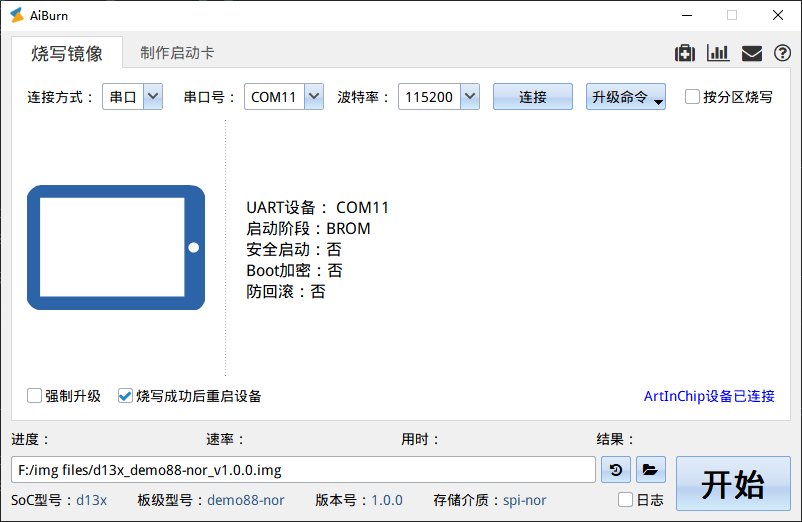 AiBurn
烧写镜像 制作启动卡
连接方式： 串口 串口号： COM11 波特率： 115200 连接 升级命令 按分区烧写
UART设备： COM11
启动阶段：BROM
安全启动：否
Boot加密：否
防回滚：否
强制升级 烧写成功后重启设备 ArtInChip设备已连接
进度： 速率： 用时： 结果：
F:/img files/d13x_demo88-nor_v1.0.0.img 开始
SoC型号：d13x 板级型号：demo88-nor 版本号：1.0.0 存储介质：spi-nor 日志